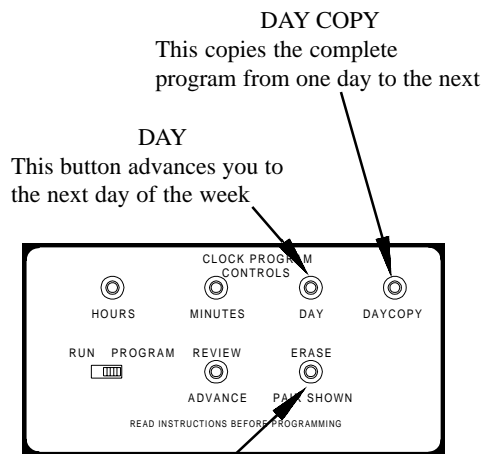 DAY COPY
This copies the complete
program from one day to the next
DAY
This button advances you to
the next day of the week
CLOCK PROGRAM
CONTROLS
HOURS MINUTES DAY DAYCOPY
RUN PROGRAM REVIEW ERASE
ADVANCE PAIR SHOWN
READ INSTRUCTIONS BEFORE PROGRAMMING